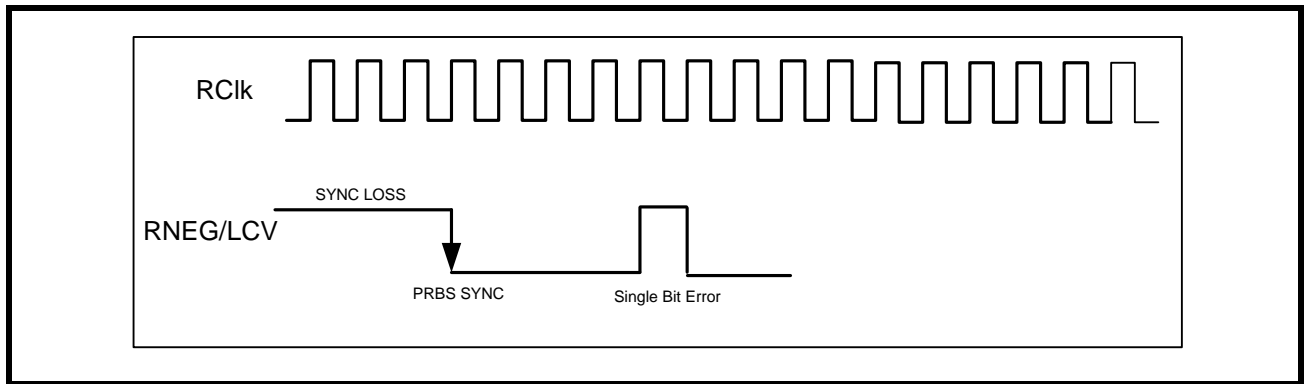 RClk
SYNC LOSS
RNEG/LCV
PRBS SYNC
Single Bit Error